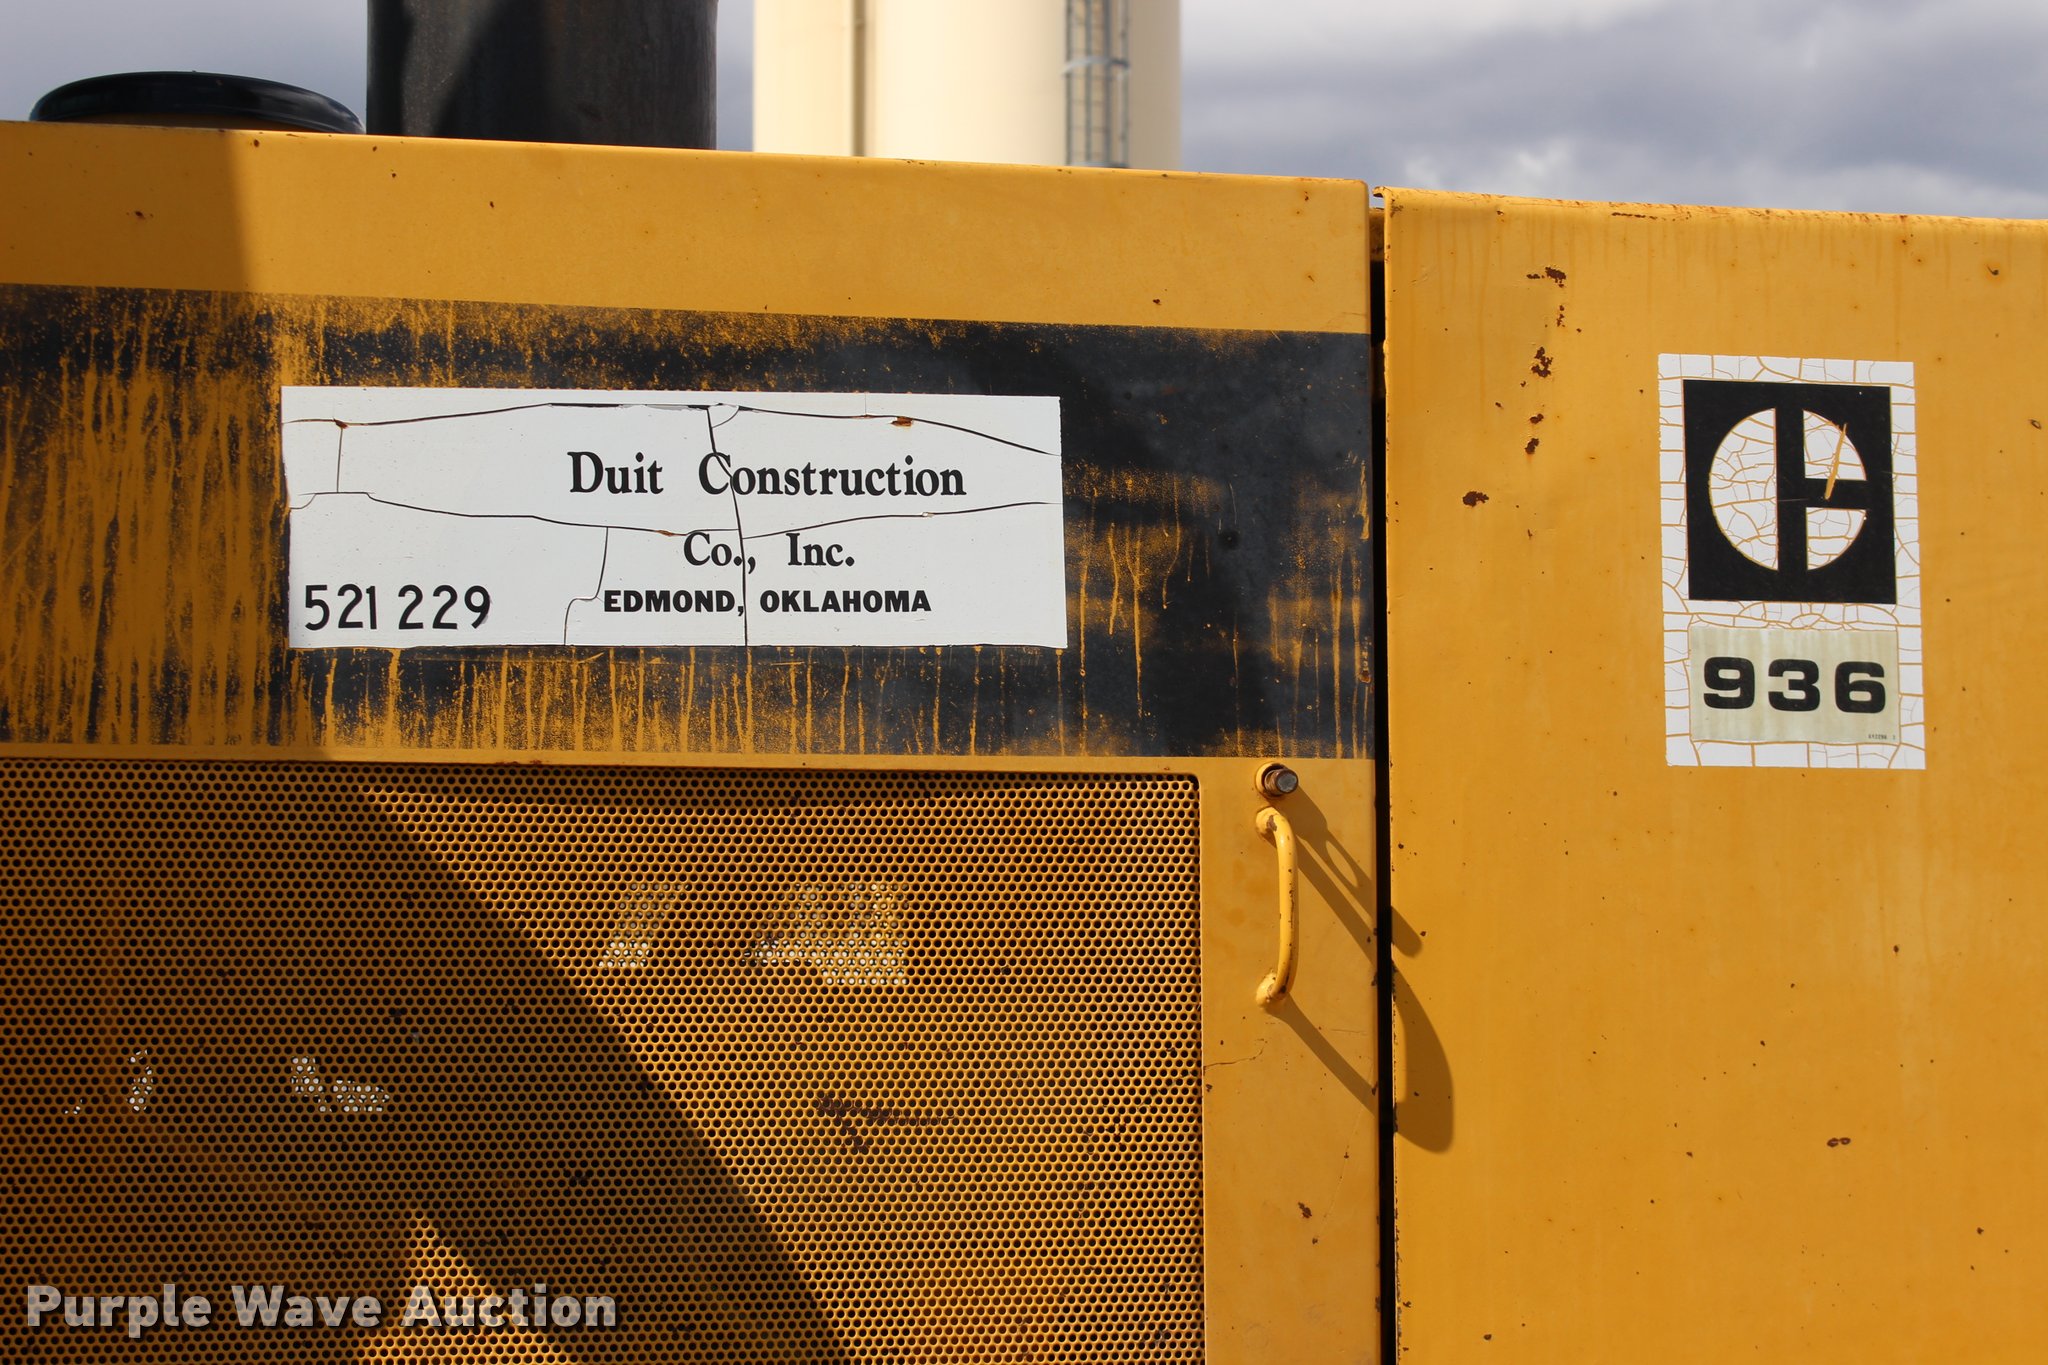 Duit Construction
Co., Inc.
521 229 EDMOND, OKLAHOMA
936
Purple Wave Auction